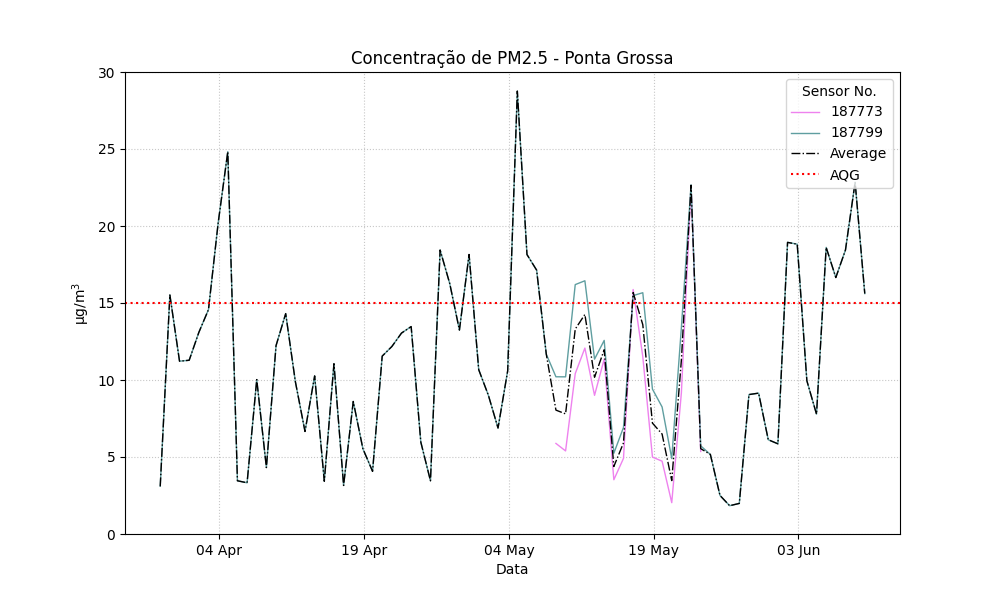 Concentração de PM2.5 - Ponta Grossa
Sensor No.
187773
187799
Average
AQG
30
25
20
15
10
5
0
µg/m³
04 Apr
19 Apr
04 May
19 May
03 Jun
Data